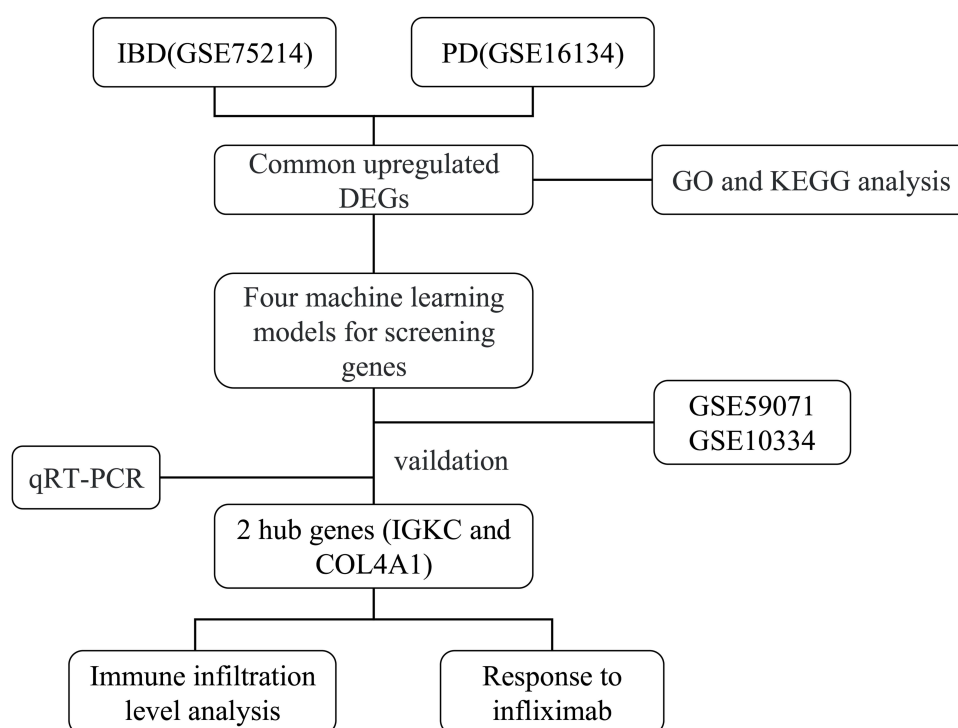 IBD(GSE75214)
PD(GSE16134)
Common upregulated
DEGs
GO and KEGG analysis
Four machine learning
models for screening
genes
GSE59071
GSE10334
vaildation
qRT-PCR
2 hub genes (IGKC and
COL4A1)
Immune infiltration
level analysis
Response to
infliximab